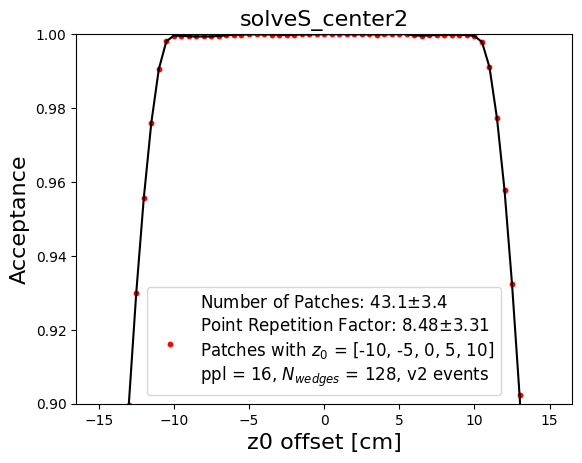 solveS_center2
1.00
0.98
0.96
0.94
0.92
0.90
Acceptance
Number of Patches: 43.1±3.4
Point Repetition Factor: 8.48±3.31
Patches with z₀ = [-10, -5, 0, 5, 10]
ppl = 16, N_wedges = 128, v2 events
−15 −10 −5 0 5 10 15
z0 offset [cm]